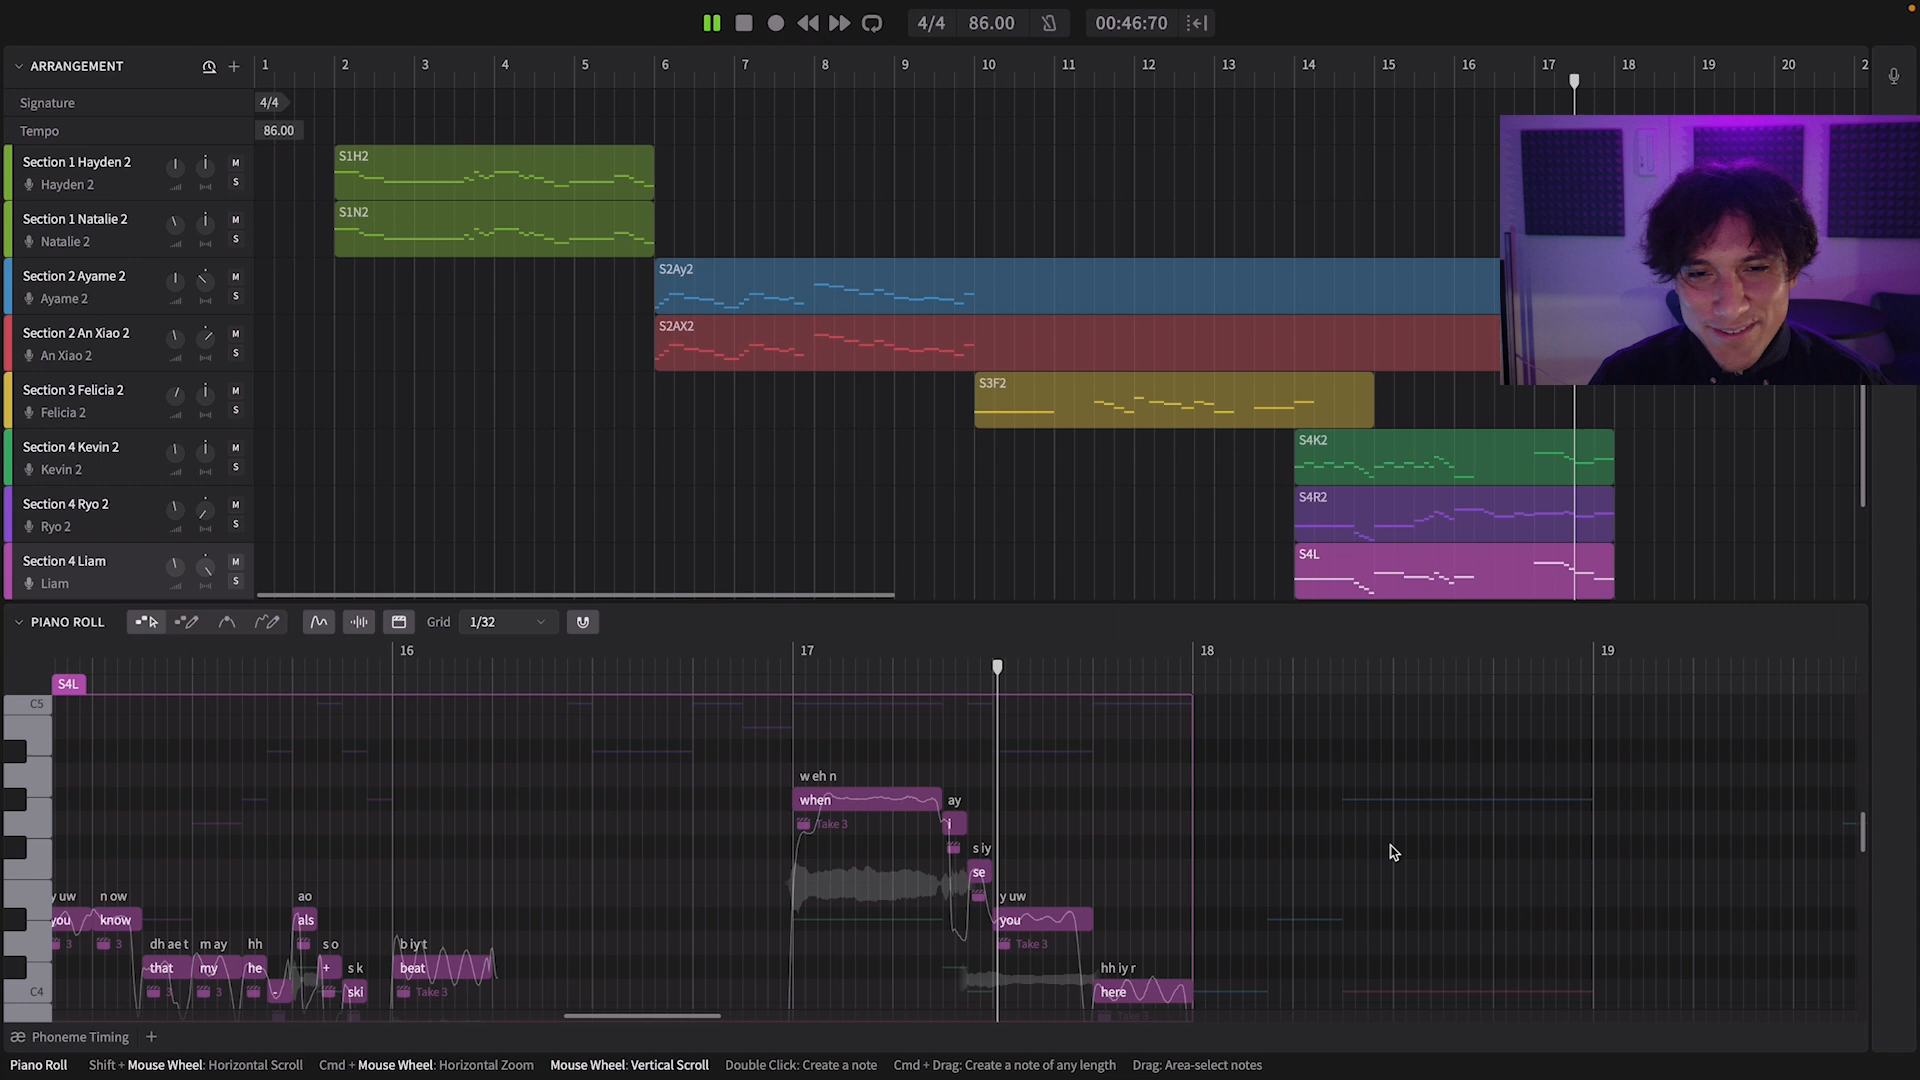 4/4 86.00 00:46:70
ARRANGEMENT
1 2 3 4 5 6 7 8 9 10 11 12 13 14 15 16 17 18 19 20 2
Signature 4/4
Tempo 86.00
Section 1 Hayden 2 M
Hayden 2 S
S1H2
Section 1 Natalie 2 M
Natalie 2 S
S1N2
Section 2 Ayame 2 M
Ayame 2 S
S2Ay2
Section 2 An Xiao 2 M
An Xiao 2 S
S2AX2
Section 3 Felicia 2 M
Felicia 2 S
S3F2
Section 4 Kevin 2 M
Kevin 2 S
S4K2
Section 4 Ryo 2 M
Ryo 2 S
S4R2
Section 4 Liam M
Liam S
S4L
PIANO ROLL Grid 1/32
16 17 18 19
S4L
C5
w eh n
when ay
Take 3 i
s iy
se
y uw n ow ao y uw
you know als you
3 3 Take 3
dh ae t m ay hh s o b iy t hh iy r
that my he + s k beat
C4 3 3 - ski Take 3 here
Take 3
æ Phoneme Timing +
Piano Roll Shift + Mouse Wheel: Horizontal Scroll Cmd + Mouse Wheel: Horizontal Zoom Mouse Wheel: Vertical Scroll Double Click: Create a note Cmd + Drag: Create a note of any length Drag: Area-select notes